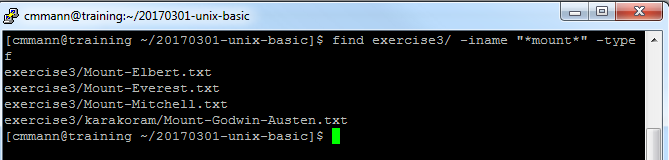 cmmann@training:~/20170301-unix-basic
[cmmann@training ~/20170301-unix-basic]$ find exercise3/ -iname "*mount*" -type
f
exercise3/Mount-Elbert.txt
exercise3/Mount-Everest.txt
exercise3/Mount-Mitchell.txt
exercise3/karakoram/Mount-Godwin-Austen.txt
[cmmann@training ~/20170301-unix-basic]$